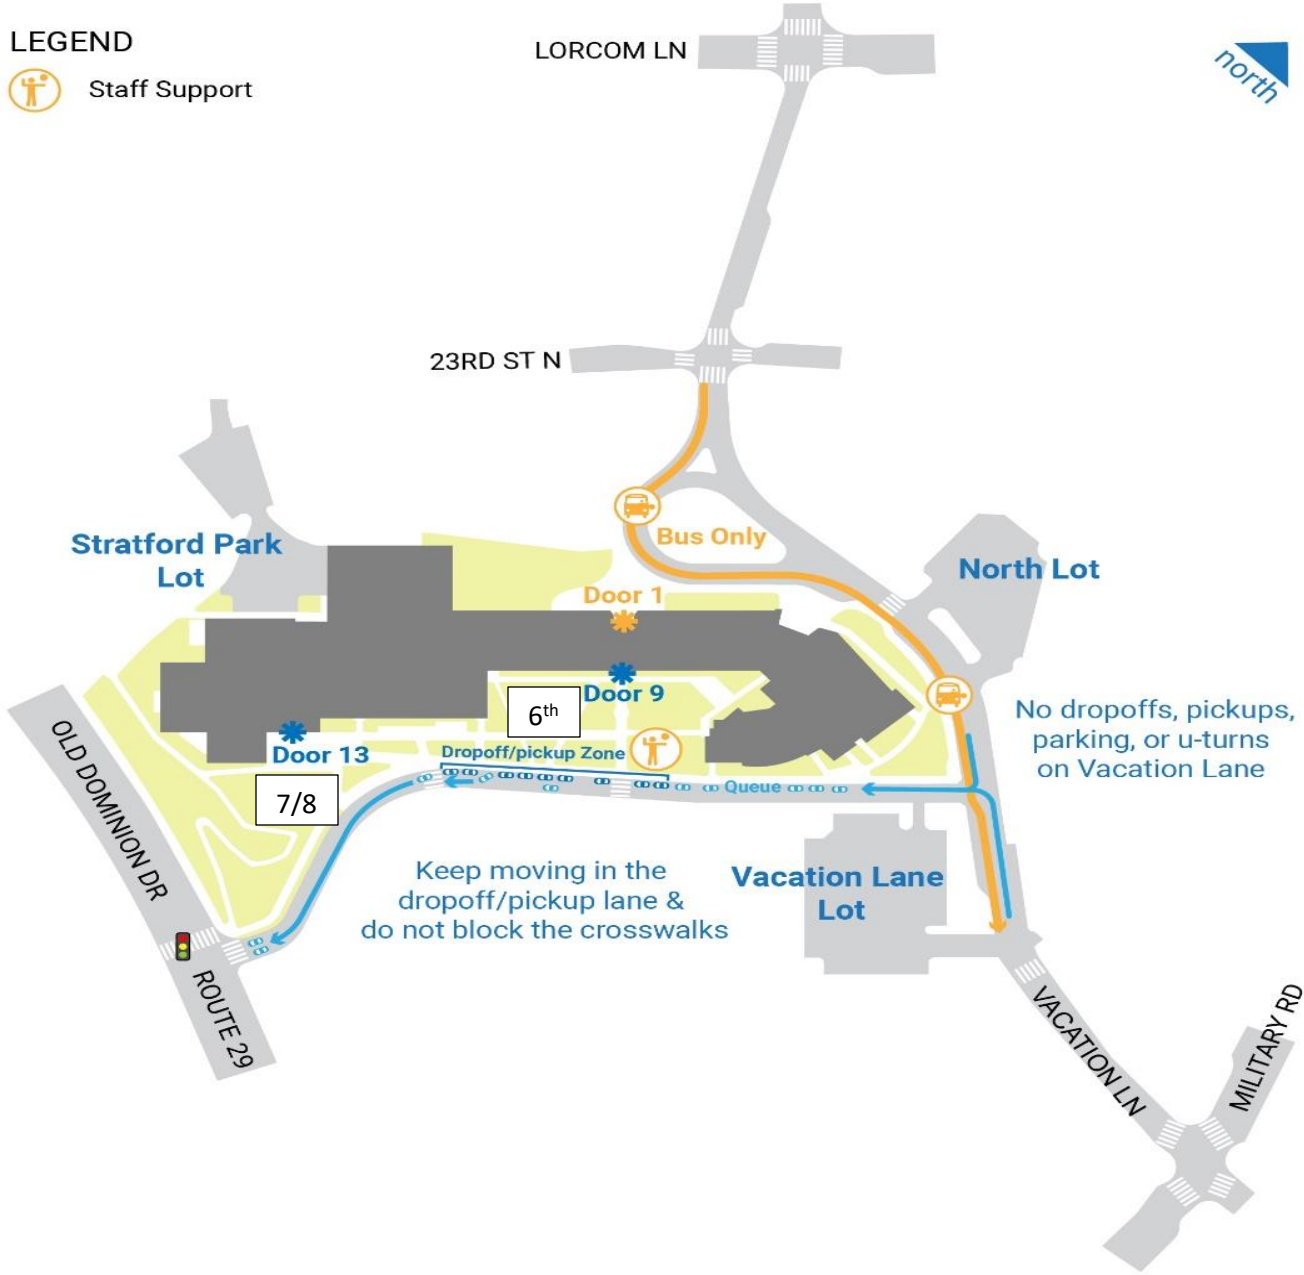 LEGEND
Staff Support
LORCOM LN
north
23RD ST N
Bus Only
Stratford Park
Lot
North Lot
Door 1
Door 9
6th
Door 13
Dropoff/pickup Zone
7/8
Queue
No dropoffs, pickups,
parking, or u-turns
on Vacation Lane
OLD DOMINION DR
Keep moving in the
dropoff/pickup lane &
do not block the crosswalks
Vacation Lane
Lot
ROUTE 29
VACATION LN
MILITARY RD